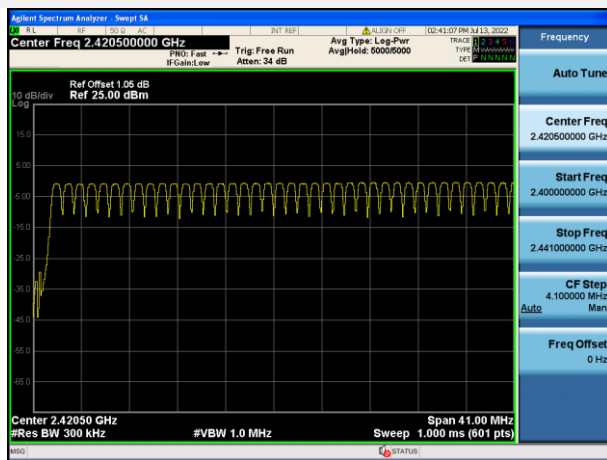 Agilent Spectrum Analyzer - Swept SA
RL RF 50 Ω AC INT REF ALIGN OFF 02:41:07 PM Jul 13, 2022
Center Freq 2.420500000 GHz
PNO: Fast
IFGain:Low
Trig: Free Run
Atten: 34 dB
Avg Type: Log-Pwr
Avg|Hold: 5000/5000
TRACE 1 2 3 4 5 6
TYPE M
DET P N N N N N
Ref Offset 1.05 dB
10 dB/div Ref 25.00 dBm
Log
15.0
5.00
-5.00
-15.0
-25.0
-35.0
-45.0
-55.0
-65.0
Center 2.42050 GHz Span 41.00 MHz
#Res BW 300 kHz #VBW 1.0 MHz Sweep 1.000 ms (601 pts)
MSG STATUS
Frequency
Auto Tune
Center Freq
2.420500000 GHz
Start Freq
2.400000000 GHz
Stop Freq
2.441000000 GHz
CF Step
4.100000 MHz
Auto Man
Freq Offset
0 Hz